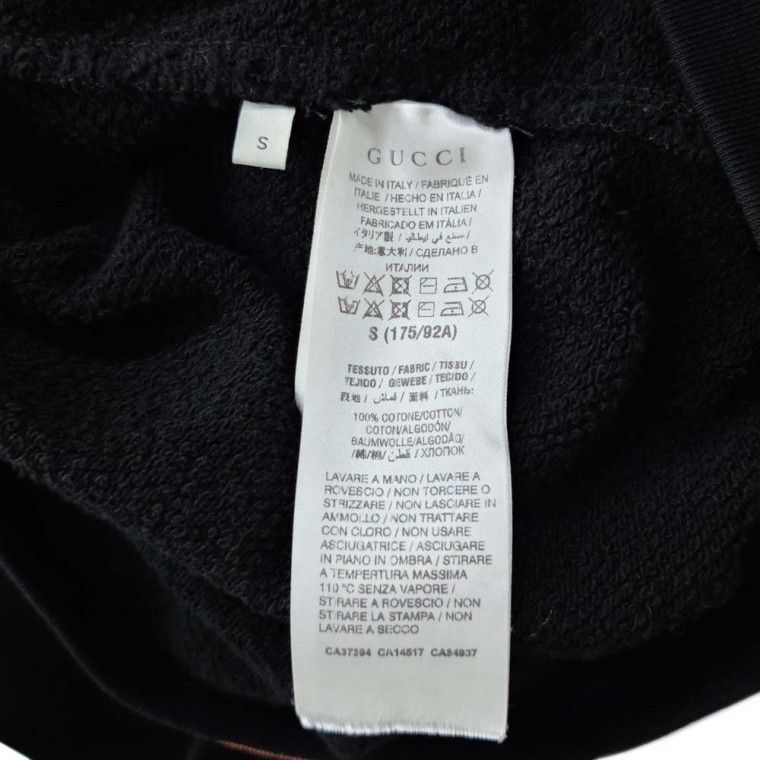 S
GUCCI
MADE IN ITALY / FABRIQUÉ EN
ITALIE / HECHO EN ITALIA /
HERGESTELLT IN ITALIEN
FABRICADO EM ITÁLIA /
イタリア製 / صنع في ايطاليا /
产地:意大利 / СДЕЛАНО В
ИТАЛИИ
S (175/92A)
TESSUTO / FABRIC / TISSU /
TEJIDO / GEWEBE / TECIDO /
表地 / قماش / 面料 / ТКАНЬ:
100% COTONE/COTTON/
COTON/ALGODÓN/
BAUMWOLLE/ALGODÃO/
/棉/ قطن / ХЛОПОК
LAVARE A MANO / LAVARE A
ROVESCIO / NON TORCERE O
STRIZZARE / NON LASCIARE IN
AMMOLLO / NON TRATTARE
CON CLORO / NON USARE
ASCIUGATRICE / ASCIUGARE
IN PIANO IN OMBRA / STIRARE
A TEMPERATURA MASSIMA
110 °C SENZA VAPORE /
STIRARE A ROVESCIO / NON
STIRARE LA STAMPA / NON
LAVARE A SECCO
CA37394 CA14817 CA84937